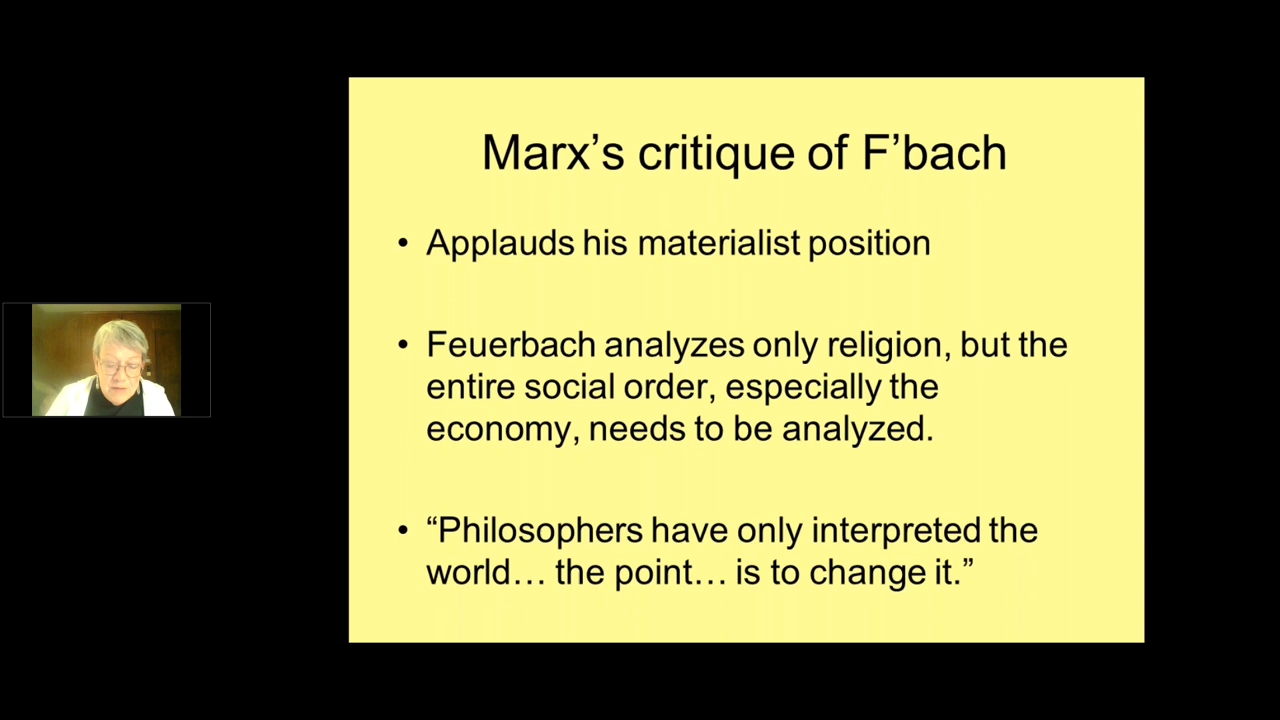 Marx’s critique of F’bach
• Applauds his materialist position
• Feuerbach analyzes only religion, but the
entire social order, especially the
economy, needs to be analyzed.
• “Philosophers have only interpreted the
world… the point… is to change it.”